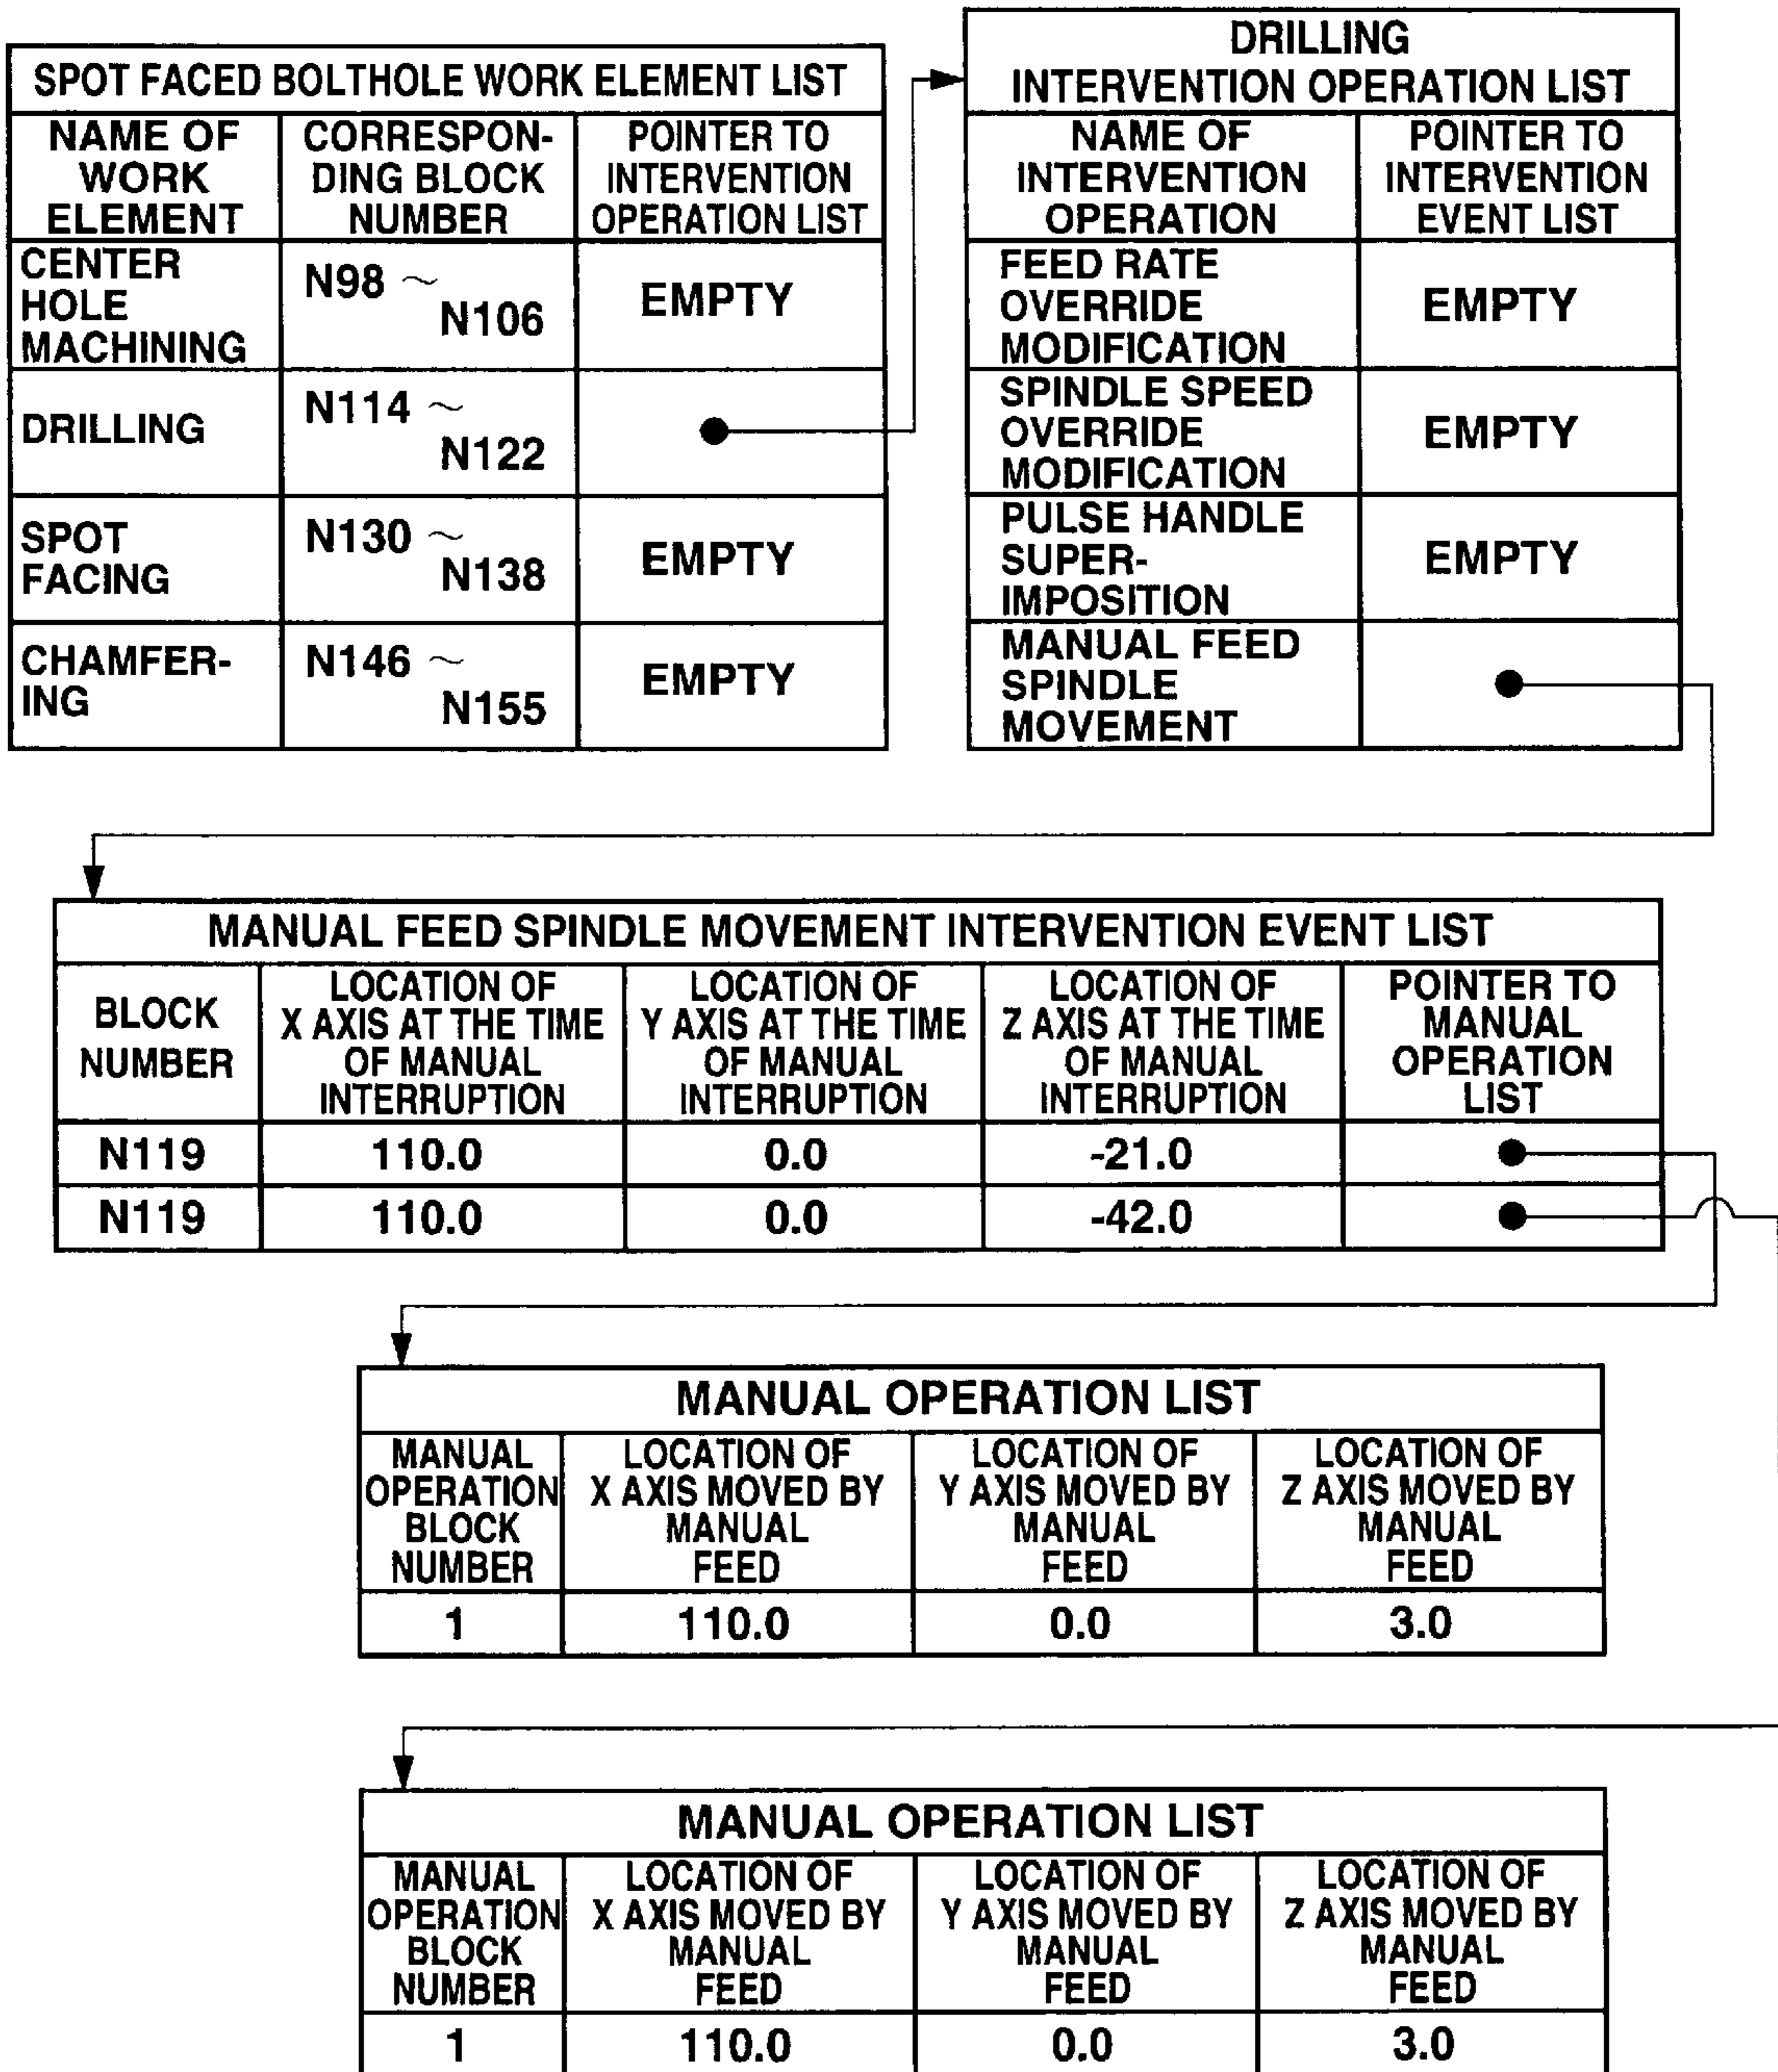 SPOT FACED BOLTHOLE WORK ELEMENT LIST
NAME OF
WORK
ELEMENT
CORRESPON-
DING BLOCK
NUMBER
POINTER TO
INTERVENTION
OPERATION LIST
CENTER
HOLE
MACHINING
N98 ~
N106
EMPTY
DRILLING
N114 ~
N122
SPOT
FACING
N130 ~
N138
EMPTY
CHAMFER-
ING
N146 ~
N155
EMPTY
DRILLING
INTERVENTION OPERATION LIST
NAME OF
INTERVENTION
OPERATION
POINTER TO
INTERVENTION
EVENT LIST
FEED RATE
OVERRIDE
MODIFICATION
EMPTY
SPINDLE SPEED
OVERRIDE
MODIFICATION
EMPTY
PULSE HANDLE
SUPER-
IMPOSITION
EMPTY
MANUAL FEED
SPINDLE
MOVEMENT
MANUAL FEED SPINDLE MOVEMENT INTERVENTION EVENT LIST
BLOCK
NUMBER
LOCATION OF
X AXIS AT THE TIME
OF MANUAL
INTERRUPTION
LOCATION OF
Y AXIS AT THE TIME
OF MANUAL
INTERRUPTION
LOCATION OF
Z AXIS AT THE TIME
OF MANUAL
INTERRUPTION
POINTER TO
MANUAL
OPERATION
LIST
N119 110.0 0.0 -21.0
N119 110.0 0.0 -42.0
MANUAL OPERATION LIST
MANUAL
OPERATION
BLOCK
NUMBER
LOCATION OF
X AXIS MOVED BY
MANUAL
FEED
LOCATION OF
Y AXIS MOVED BY
MANUAL
FEED
LOCATION OF
Z AXIS MOVED BY
MANUAL
FEED
1 110.0 0.0 3.0
MANUAL OPERATION LIST
MANUAL
OPERATION
BLOCK
NUMBER
LOCATION OF
X AXIS MOVED BY
MANUAL
FEED
LOCATION OF
Y AXIS MOVED BY
MANUAL
FEED
LOCATION OF
Z AXIS MOVED BY
MANUAL
FEED
1 110.0 0.0 3.0